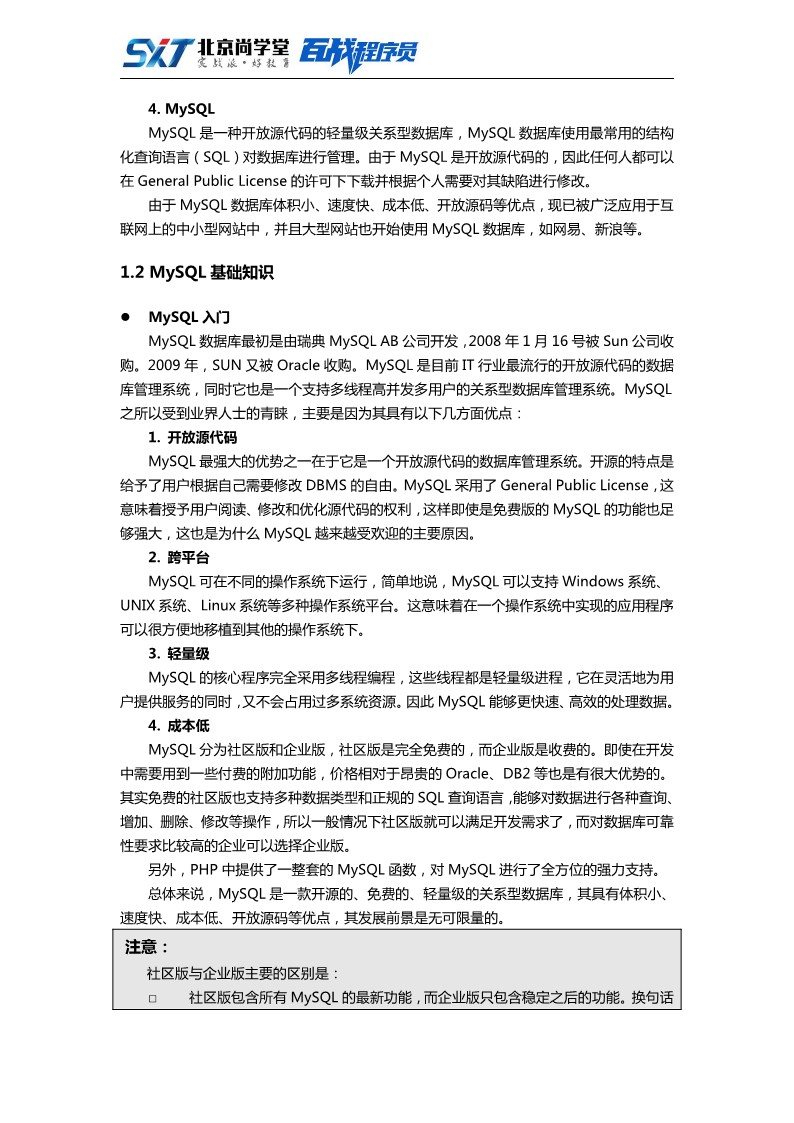 SXT 北京尚学堂 百战程序员
实战派·好教育
4. MySQL
MySQL 是一种开放源代码的轻量级关系型数据库，MySQL 数据库使用最常用的结构
化查询语言（SQL）对数据库进行管理。由于 MySQL 是开放源代码的，因此任何人都可以
在 General Public License 的许可下下载并根据个人需要对其缺陷进行修改。
由于 MySQL 数据库体积小、速度快、成本低、开放源码等优点，现已被广泛应用于互
联网上的中小型网站中，并且大型网站也开始使用 MySQL 数据库，如网易、新浪等。
1.2 MySQL 基础知识
● MySQL 入门
MySQL 数据库最初是由瑞典 MySQL AB 公司开发，2008 年 1 月 16 号被 Sun 公司收
购。2009 年，SUN 又被 Oracle 收购。MySQL 是目前 IT 行业最流行的开放源代码的数据
库管理系统，同时它也是一个支持多线程高并发多用户的关系型数据库管理系统。MySQL
之所以受到业界人士的青睐，主要是因为其具有以下几方面优点：
1. 开放源代码
MySQL 最强大的优势之一在于它是一个开放源代码的数据库管理系统。开源的特点是
给予了用户根据自己需要修改 DBMS 的自由。MySQL 采用了 General Public License，这
意味着授予用户阅读、修改和优化源代码的权利，这样即使是免费版的 MySQL 的功能也足
够强大，这也是为什么 MySQL 越来越受欢迎的主要原因。
2. 跨平台
MySQL 可在不同的操作系统下运行，简单地说，MySQL 可以支持 Windows 系统、
UNIX 系统、Linux 系统等多种操作系统平台。这意味着在一个操作系统中实现的应用程序
可以很方便地移植到其他的操作系统下。
3. 轻量级
MySQL 的核心程序完全采用多线程编程，这些线程都是轻量级进程，它在灵活地为用
户提供服务的同时，又不会占用过多系统资源。因此 MySQL 能够更快速、高效的处理数据。
4. 成本低
MySQL 分为社区版和企业版，社区版是完全免费的，而企业版是收费的。即使在开发
中需要用到一些付费的附加功能，价格相对于昂贵的 Oracle、DB2 等也是有很大优势的。
其实免费的社区版也支持多种数据类型和正规的 SQL 查询语言，能够对数据进行各种查询、
增加、删除、修改等操作，所以一般情况下社区版就可以满足开发需求了，而对数据库可靠
性要求比较高的企业可以选择企业版。
另外，PHP 中提供了一整套的 MySQL 函数，对 MySQL 进行了全方位的强力支持。
总体来说，MySQL 是一款开源的、免费的、轻量级的关系型数据库，其具有体积小、
速度快、成本低、开放源码等优点，其发展前景是无可限量的。
注意：
社区版与企业版主要的区别是：
□ 社区版包含所有 MySQL 的最新功能，而企业版只包含稳定之后的功能。换句话